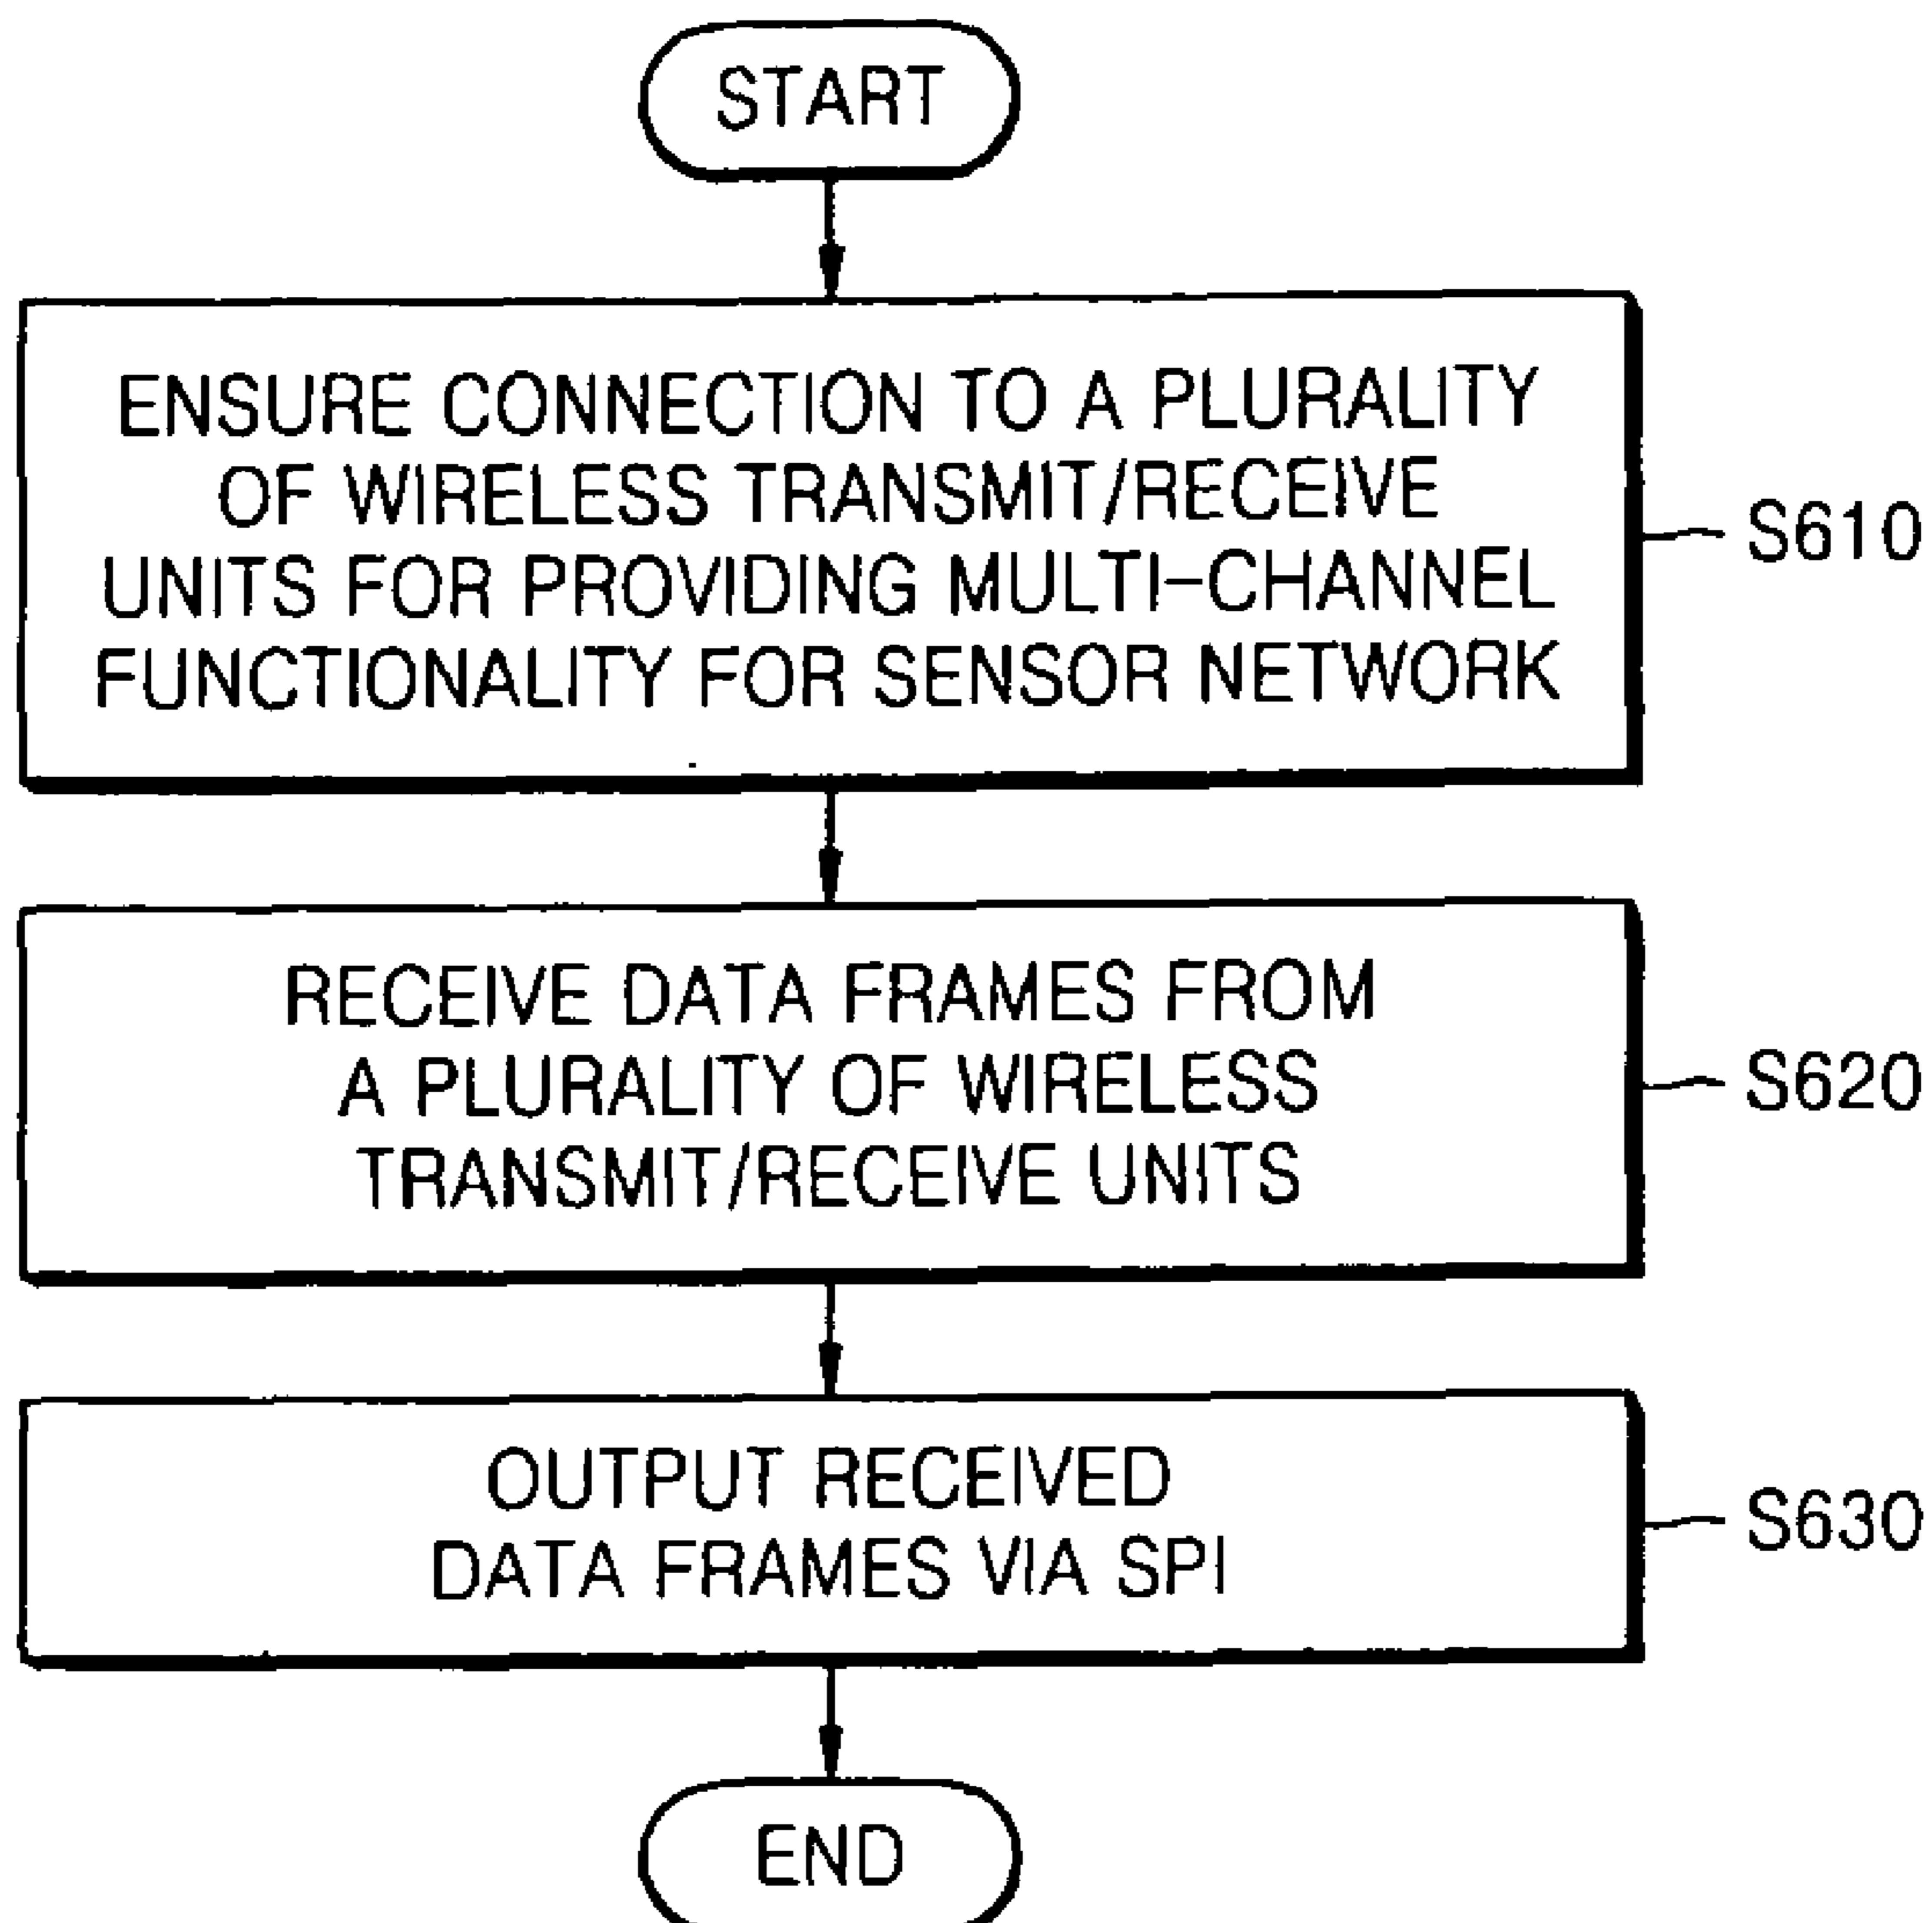 START
ENSURE CONNECTION TO A PLURALITY
OF WIRELESS TRANSMIT/RECEIVE
UNITS FOR PROVIDING MULTI-CHANNEL
FUNCTIONALITY FOR SENSOR NETWORK
S610
RECEIVE DATA FRAMES FROM
A PLURALITY OF WIRELESS
TRANSMIT/RECEIVE UNITS
S620
OUTPUT RECEIVED
DATA FRAMES VIA SPI
S630
END